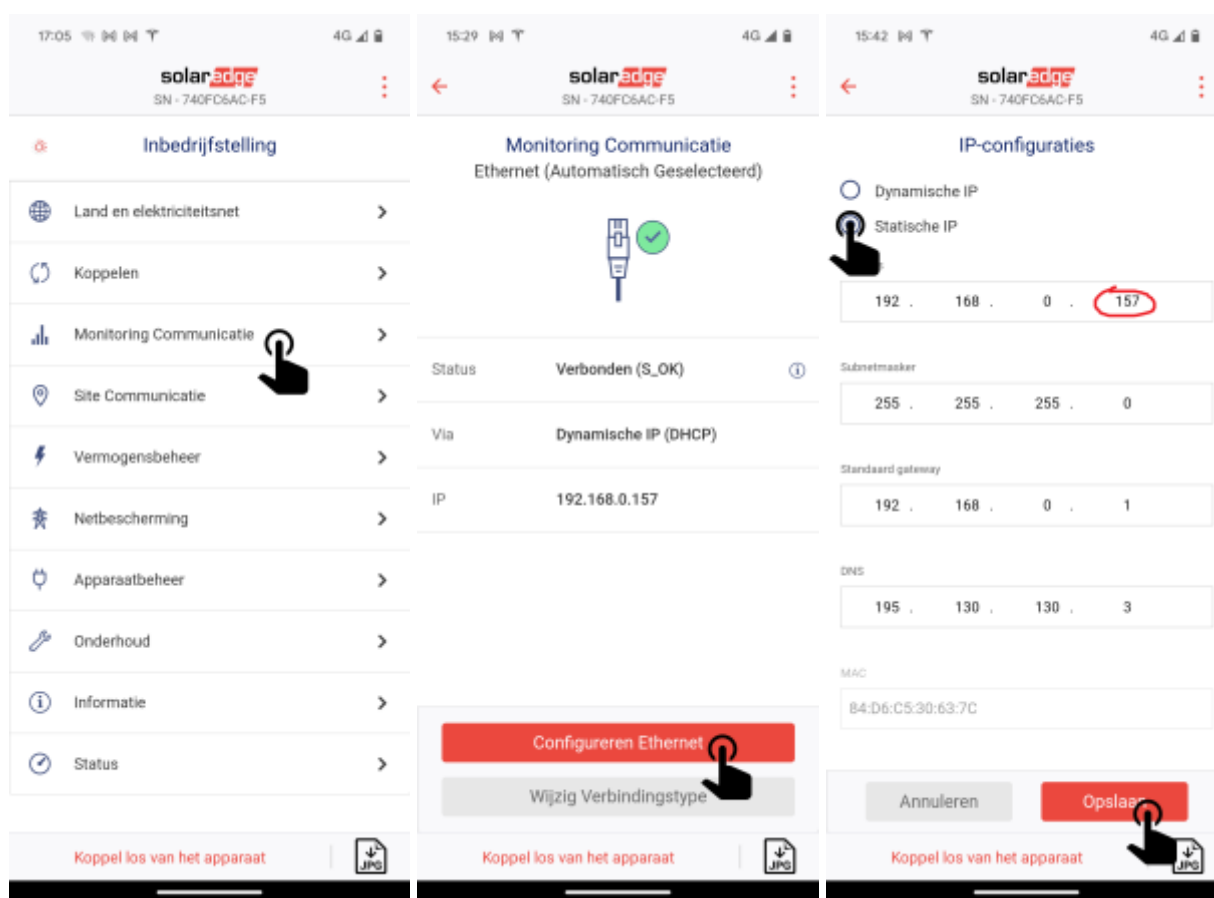 17:05
4G
solaredge
SN - 740FC6AC-F5
Inbedrijfstelling
Land en elektriciteitsnet
Koppelen
Monitoring Communicatie
Site Communicatie
Vermogensbeheer
Netbescherming
Apparaatbeheer
Onderhoud
Informatie
Status
Koppel los van het apparaat
JPG
15:29
4G
solaredge
SN - 740FC6AC-F5
Monitoring Communicatie
Ethernet (Automatisch Geselecteerd)
Status Verbonden (S_OK)
Via Dynamische IP (DHCP)
IP 192.168.0.157
Configureren Ethernet
Wijzig Verbindingstype
Koppel los van het apparaat
JPG
15:42
4G
solaredge
SN - 740FC6AC-F5
IP-configuraties
Dynamische IP
Statische IP
192 . 168 . 0 . 157
Subnetmasker
255 . 255 . 255 . 0
Standaard gateway
192 . 168 . 0 . 1
DNS
195 . 130 . 130 . 3
MAC
84:D6:C5:30:63:7C
Annuleren
Opslaan
Koppel los van het apparaat
JPG